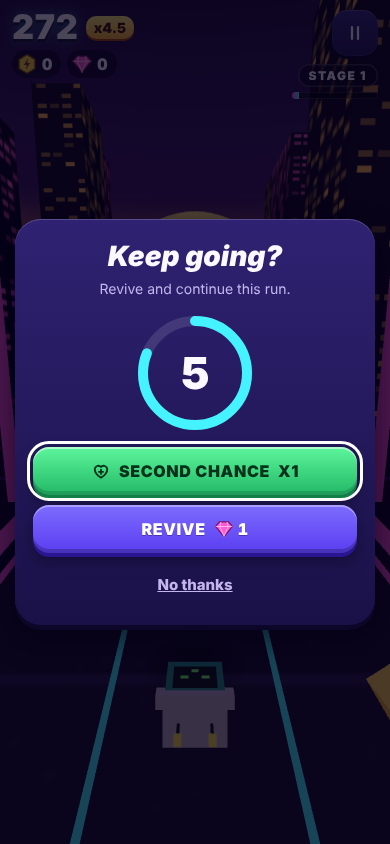 272 x4.5
0 0
STAGE 1
Keep going?
Revive and continue this run.
5
SECOND CHANCE X1
REVIVE 1
No thanks